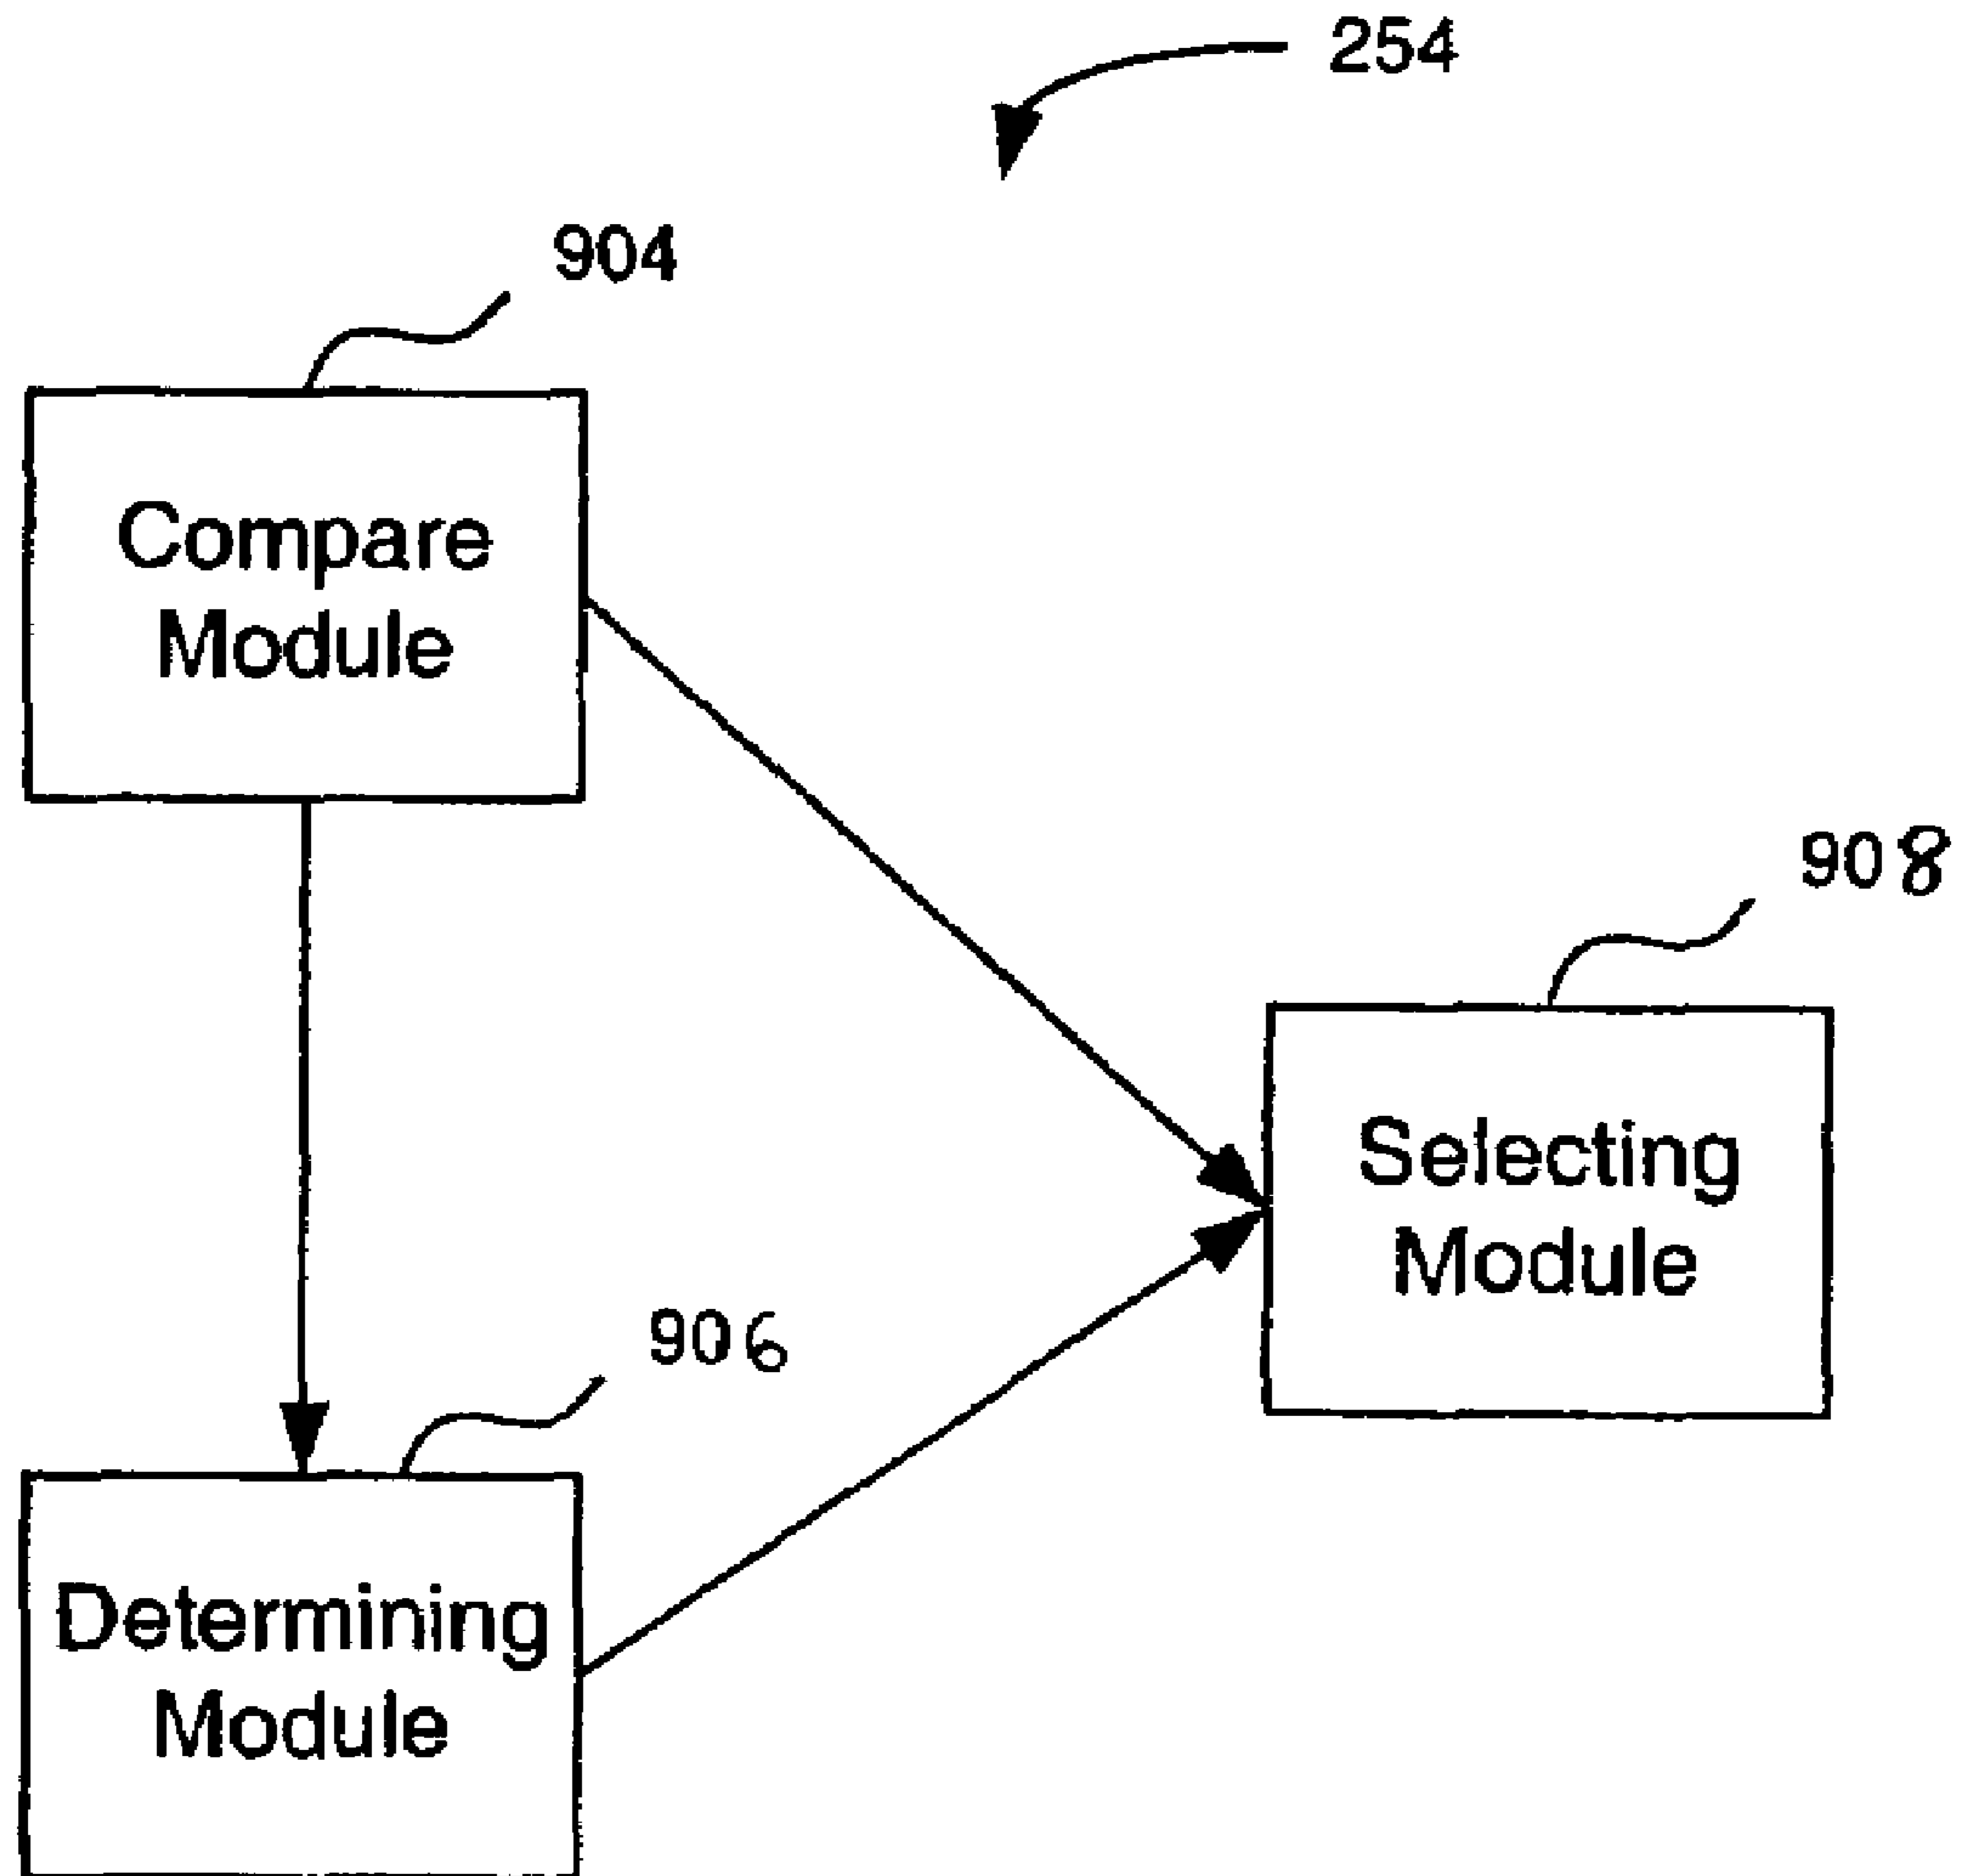 254
904
Compare
Module
908
Selecting
Module
906
Determining
Module